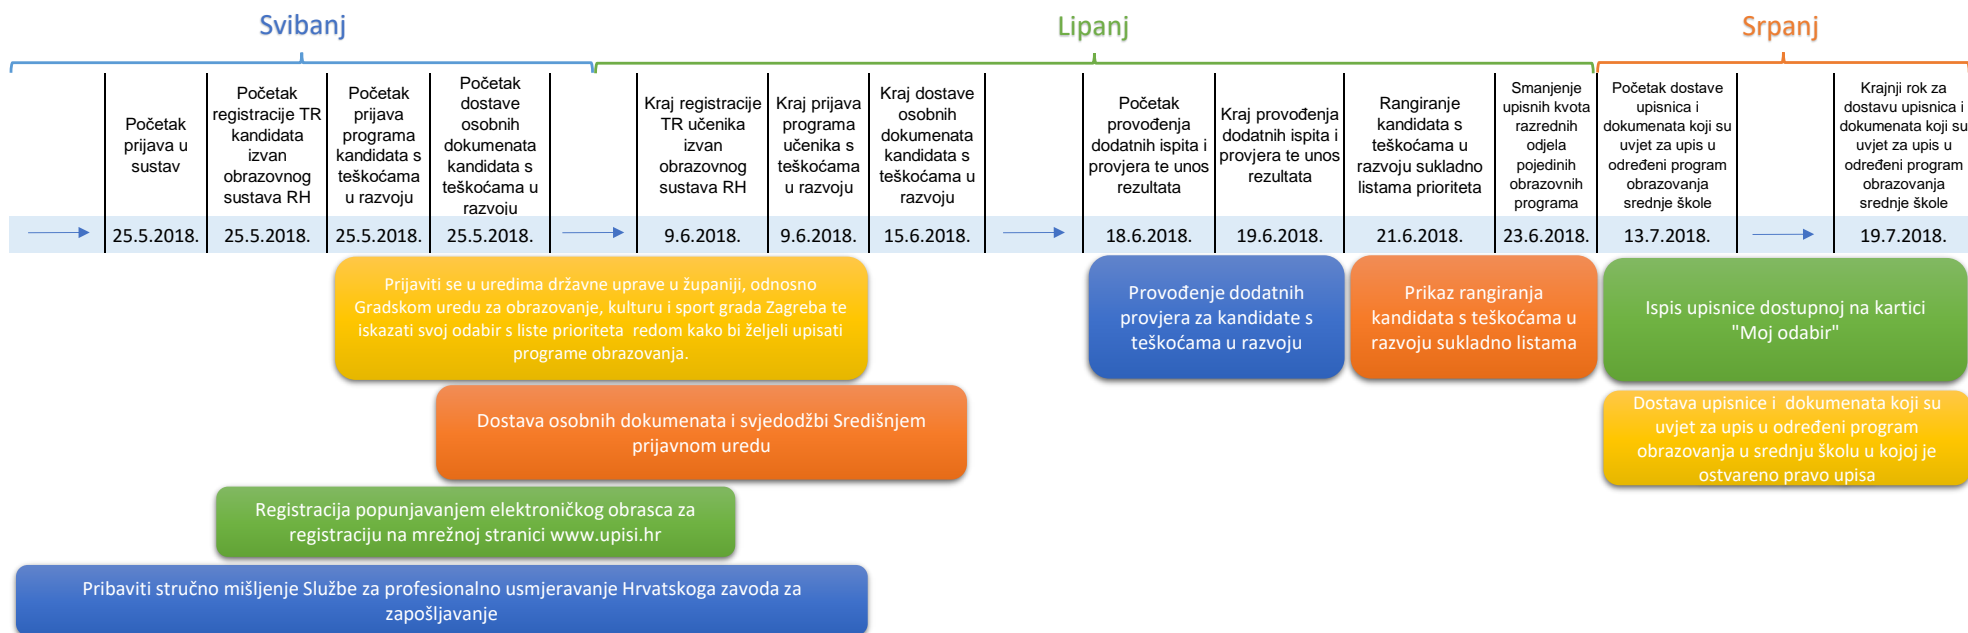 Svibanj
Lipanj
Srpanj
Početak
prijava u
sustav
Početak
registracije TR
kandidata
izvan
obrazovnog
sustava RH
Početak
prijava
programa
kandidata s
teškoćama
u razvoju
Početak
dostave
osobnih
dokumenata
kandidata s
teškoćama u
razvoju
Kraj registracije
TR učenika
izvan
obrazovnog
sustava RH
Kraj prijava
programa
učenika s
teškoćama
u razvoju
Kraj dostave
osobnih
dokumenata
kandidata s
teškoćama u
razvoju
Početak
provođenja
dodatnih ispita i
provjera te unos
rezultata
Kraj provođenja
dodatnih ispita i
provjera te unos
rezultata
Rangiranje
kandidata s
teškoćama u
razvoju sukladno
listama prioriteta
Smanjenje
upisnih kvota
razrednih
odjela
pojedinih
obrazovnih
programa
Početak dostave
upisnica i
dokumenata koji su
uvjet za upis u
određeni program
obrazovanja
srednje škole
Krajnji rok za
dostavu upisnica i
dokumenata koji su
uvjet za upis u
određeni program
obrazovanja
srednje škole
25.5.2018.
25.5.2018.
25.5.2018.
25.5.2018.
9.6.2018.
9.6.2018.
15.6.2018.
18.6.2018.
19.6.2018.
21.6.2018.
23.6.2018.
13.7.2018.
19.7.2018.
Prijaviti se u uredima državne uprave u županiji, odnosno
Gradskom uredu za obrazovanje, kulturu i sport grada Zagreba te
iskazati svoj odabir s liste prioriteta  redom kako bi željeli upisati
programe obrazovanja.
Provođenje dodatnih
provjera za kandidate s
teškoćama u razvoju
Prikaz rangiranja
kandidata s teškoćama u
razvoju sukladno listama
Ispis upisnice dostupnoj na kartici
"Moj odabir"
Dostava osobnih dokumenata i svjedodžbi Središnjem
prijavnom uredu
Dostava upisnice i  dokumenata koji su
uvjet za upis u određeni program
obrazovanja u srednju školu u kojoj je
ostvareno pravo upisa
Registracija popunjavanjem elektroničkog obrasca za
registraciju na mrežnoj stranici www.upisi.hr
Pribaviti stručno mišljenje Službe za profesionalno usmjeravanje Hrvatskoga zavoda za
zapošljavanje